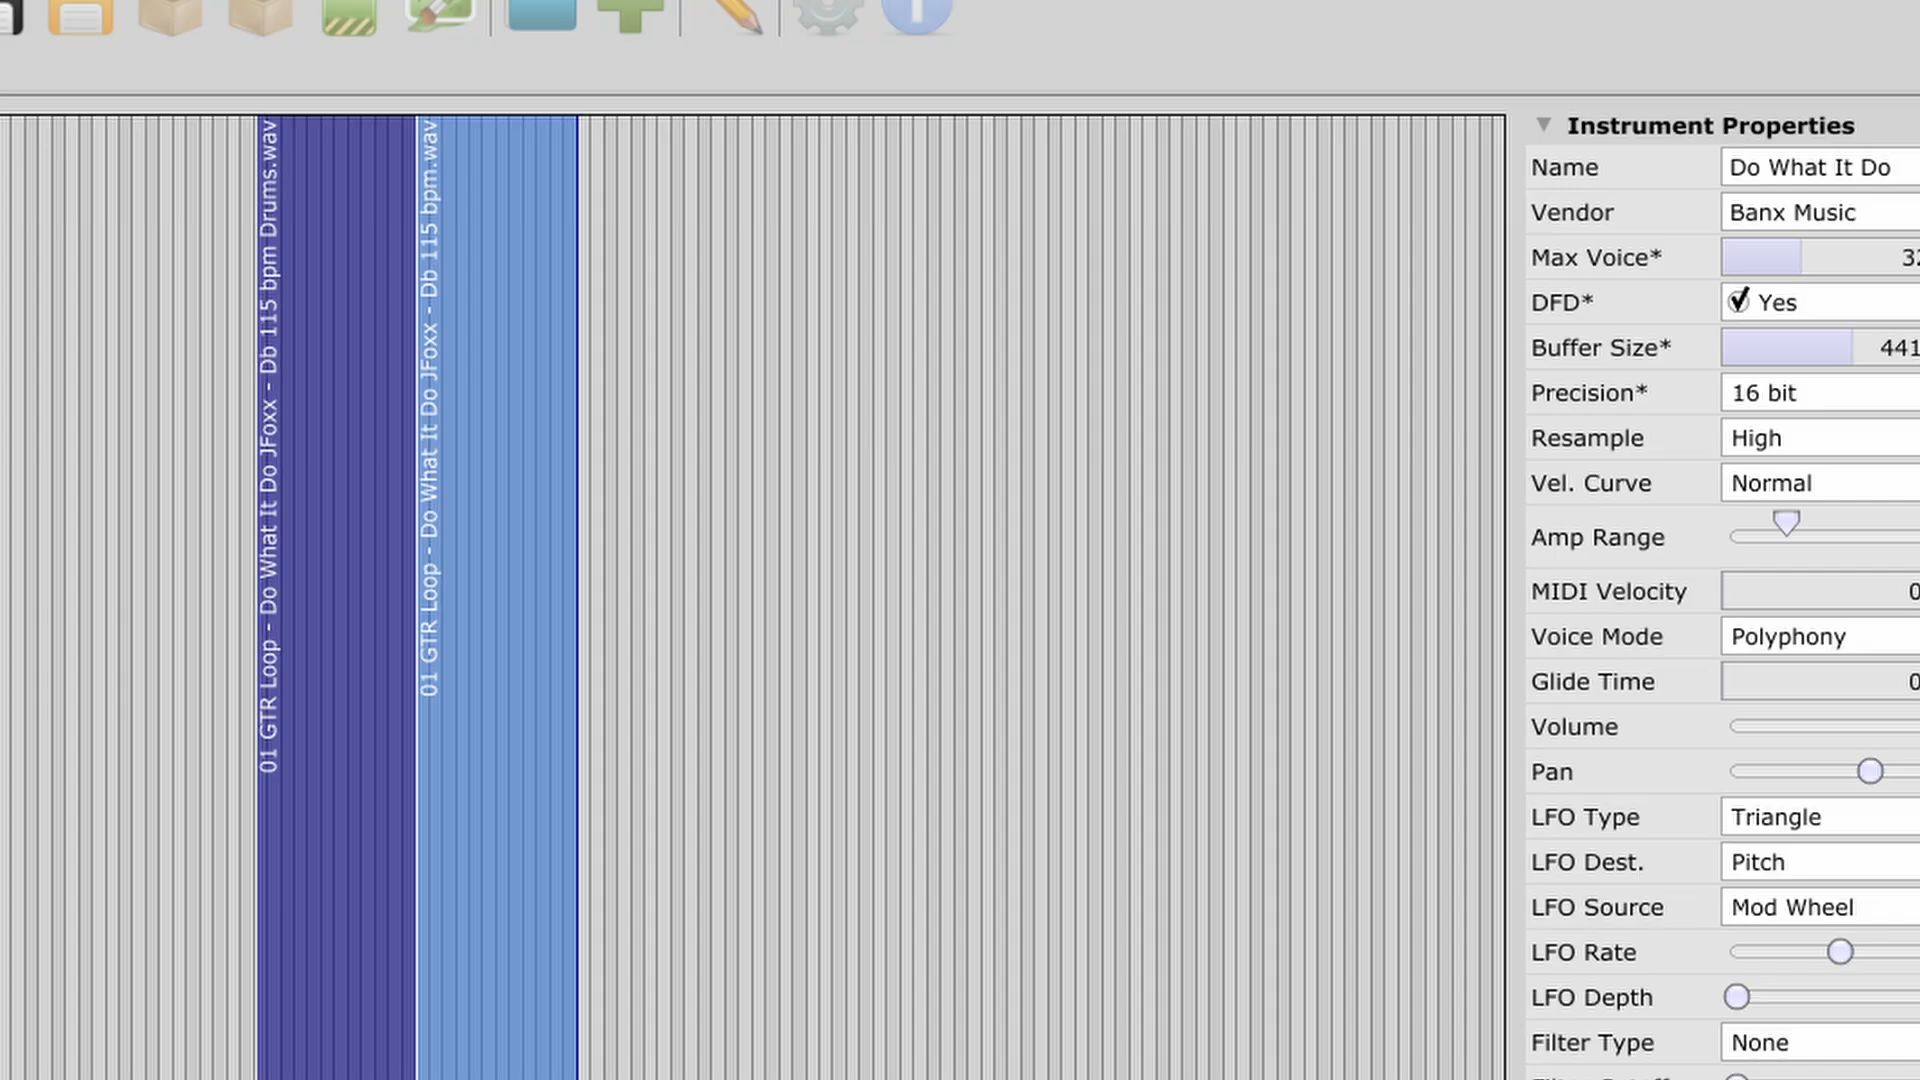 01 GTR Loop - Do What It Do JFoxx - Db 115 bpm Drums.wav
01 GTR Loop - Do What It Do JFoxx - Db 115 bpm.wav
Instrument Properties
Name Do What It Do
Vendor Banx Music
Max Voice* 32
DFD* Yes
Buffer Size* 441
Precision* 16 bit
Resample High
Vel. Curve Normal
Amp Range
MIDI Velocity 0
Voice Mode Polyphony
Glide Time 0
Volume
Pan
LFO Type Triangle
LFO Dest. Pitch
LFO Source Mod Wheel
LFO Rate
LFO Depth
Filter Type None